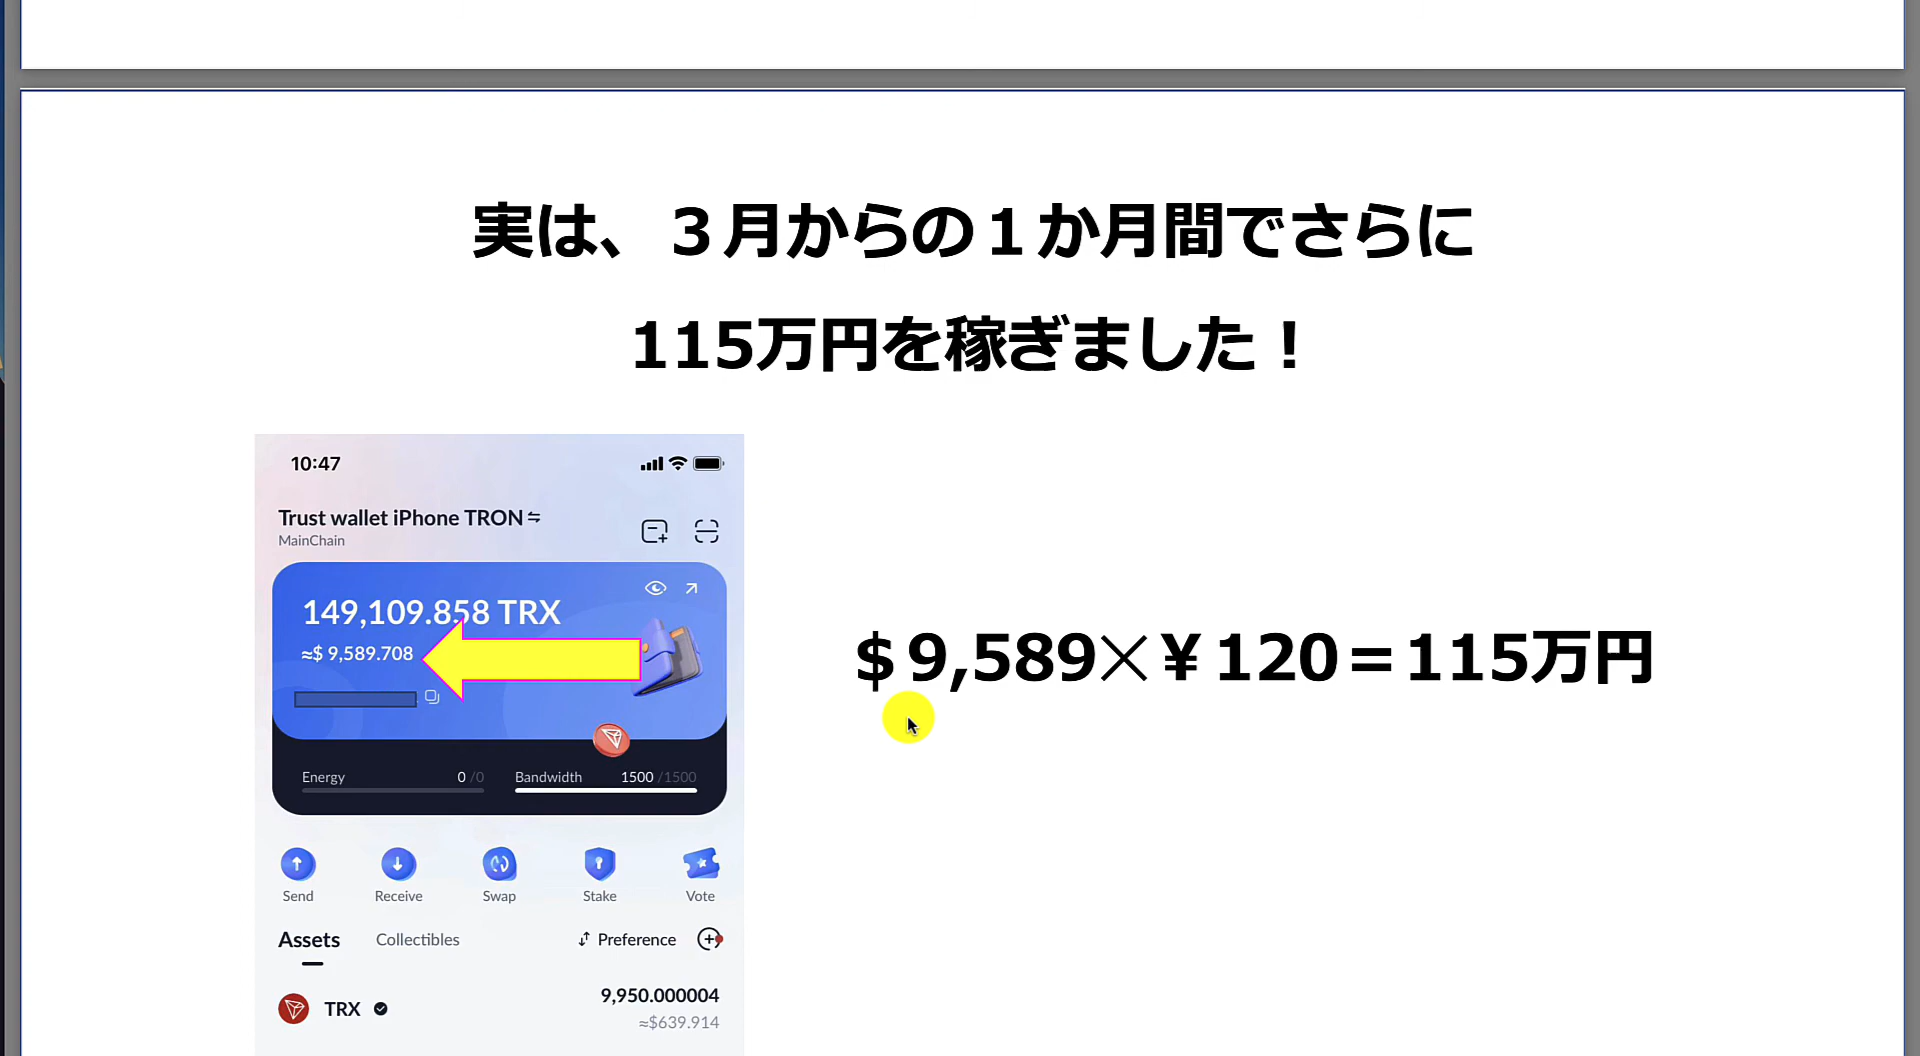 実は、３月からの１か月間でさらに
115万円を稼ぎました！
10:47
Trust wallet iPhone TRON
MainChain
149,109.858 TRX
≈$ 9,589.708
＄9,589×￥120＝115万円
Energy 0 /0 Bandwidth 1500 /1500
Send Receive Swap Stake Vote
Assets Collectibles Preference
TRX 9,950.000004
≈$639.914